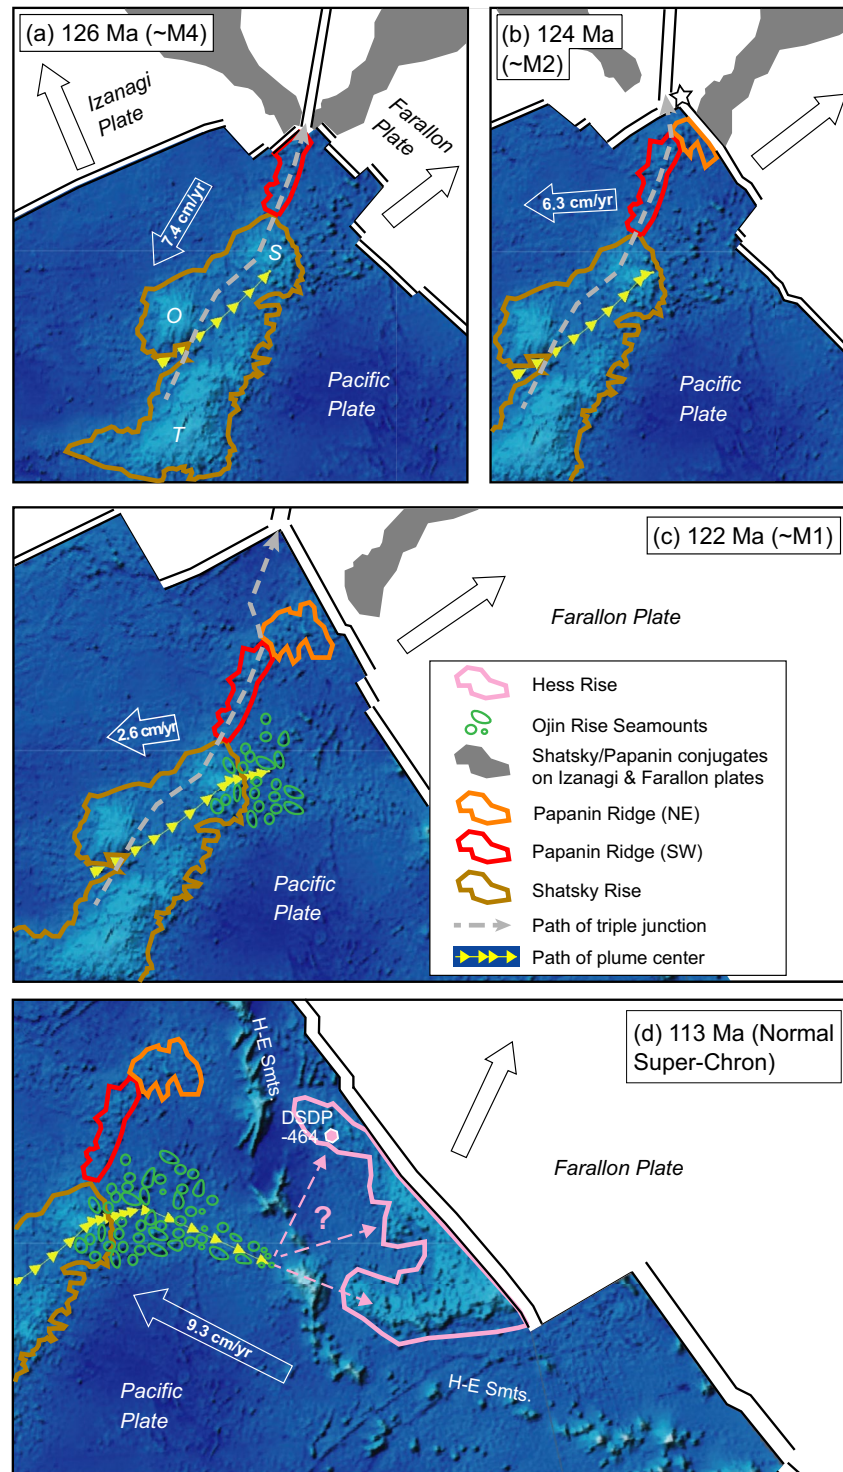 (a) 126 Ma (~M4)
Izanagi
Plate
Farallon
Plate
7.4 cm/yr
S
O
T
Pacific
Plate
(b) 124 Ma
(~M2)
6.3 cm/yr
Pacific
Plate
(c) 122 Ma (~M1)
Farallon Plate
2.6 cm/yr
Pacific
Plate
Hess Rise
Ojin Rise Seamounts
Shatsky/Papanin conjugates
on Izanagi & Farallon plates
Papanin Ridge (NE)
Papanin Ridge (SW)
Shatsky Rise
Path of triple junction
Path of plume center
(d) 113 Ma (Normal
Super-Chron)
H-E Smts.
DSDP
-464
Farallon Plate
?
9.3 cm/yr
H-E Smts.
Pacific
Plate